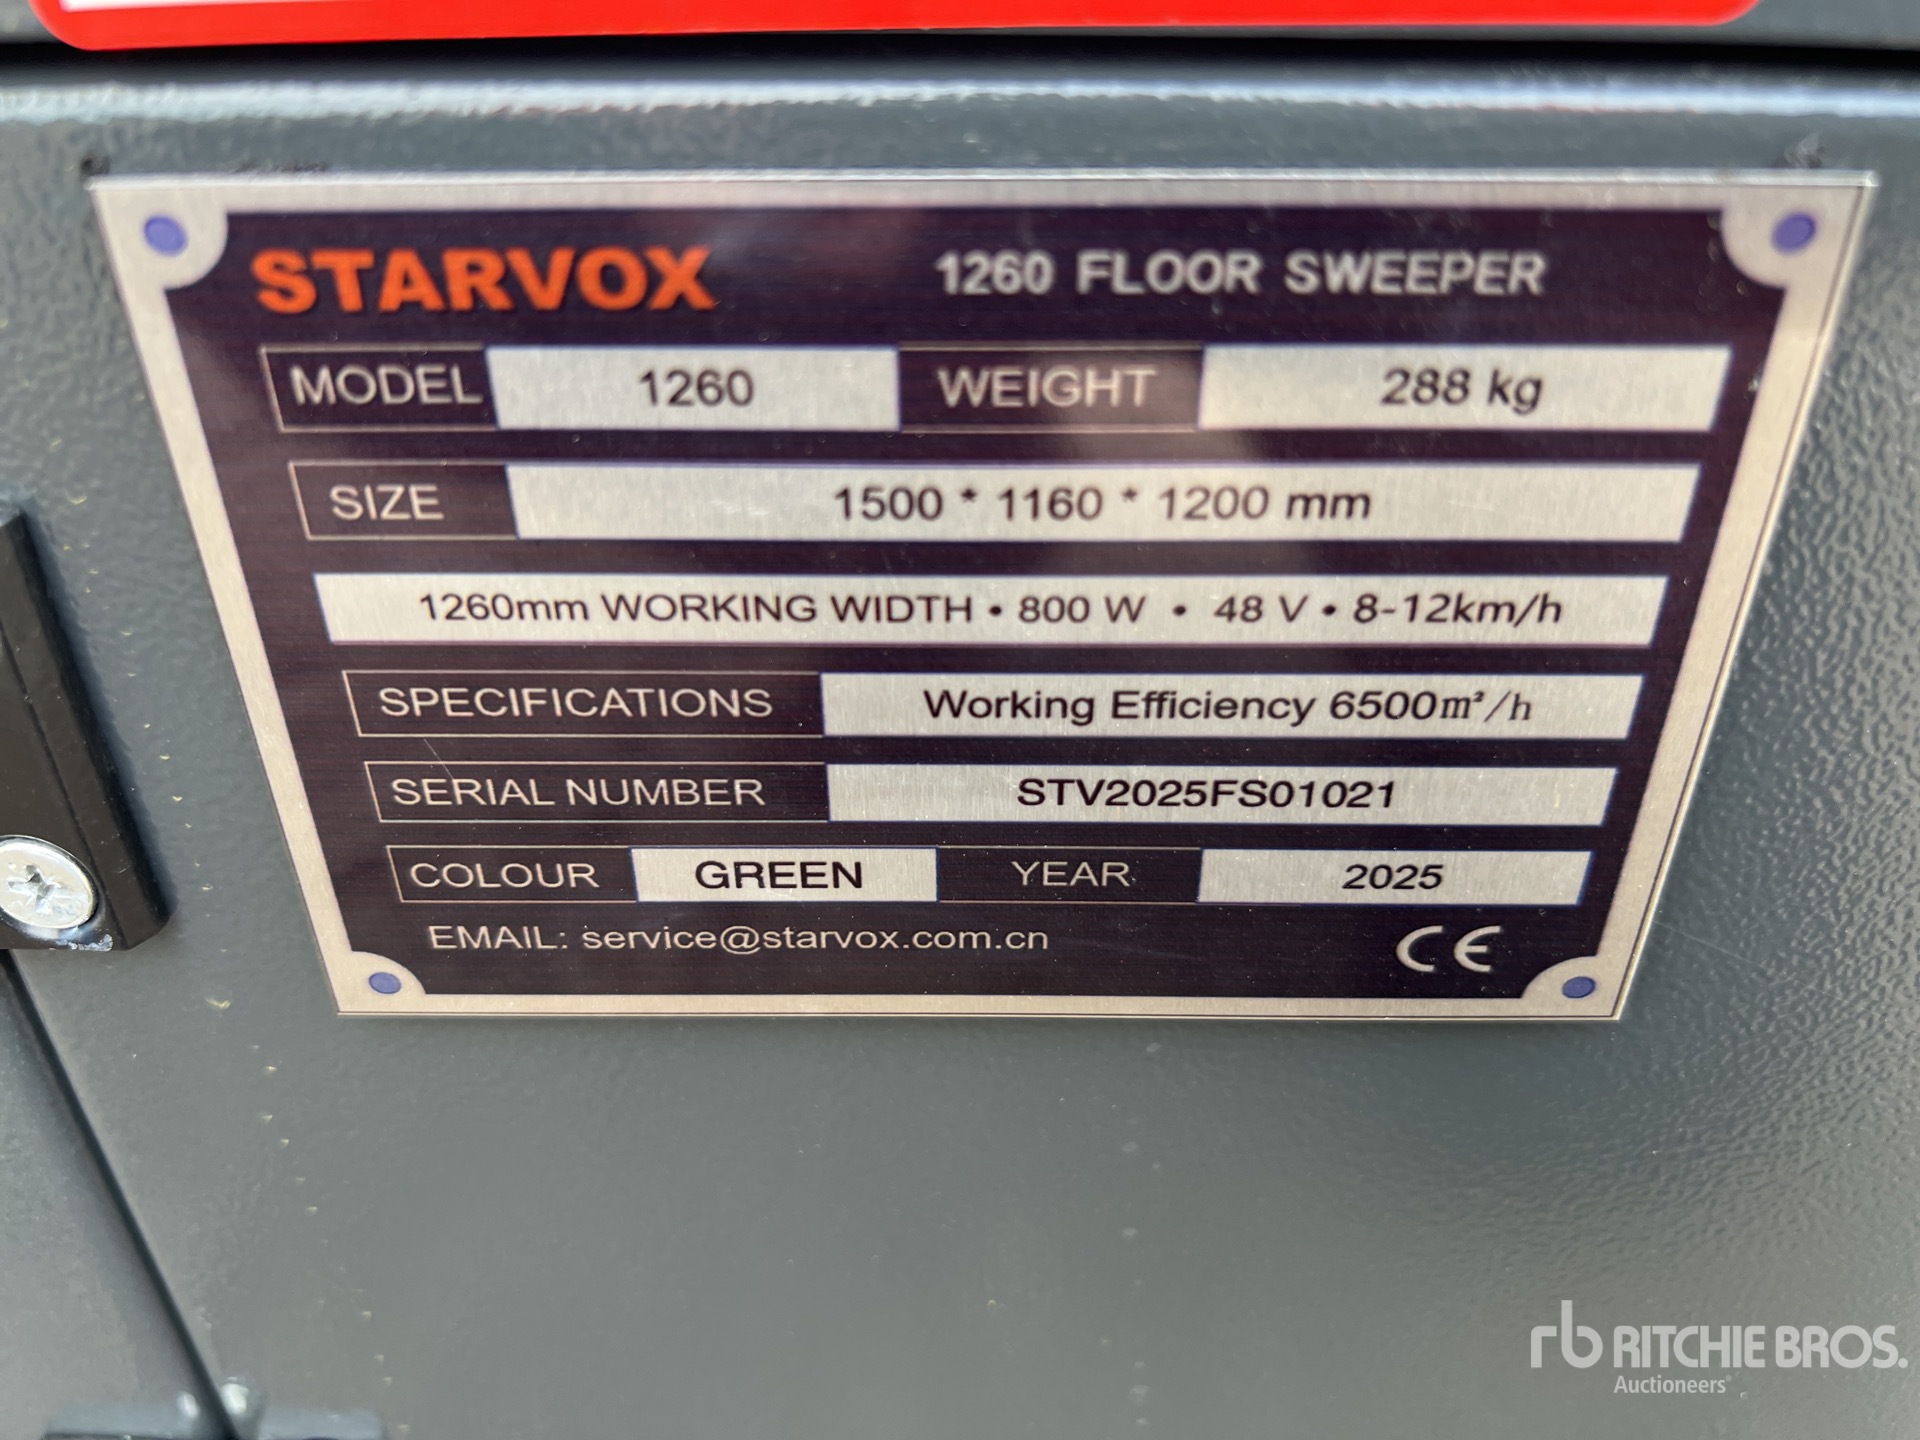 STARVOX 1260 FLOOR SWEEPER
MODEL 1260 WEIGHT 288 kg
SIZE 1500 * 1160 * 1200 mm
1260mm WORKING WIDTH • 800 W • 48 V • 8-12km/h
SPECIFICATIONS Working Efficiency 6500m²/h
SERIAL NUMBER STV2025FS01021
COLOUR GREEN YEAR 2025
EMAIL: service@starvox.com.cn CE
rb RITCHIE BROS.
Auctioneers